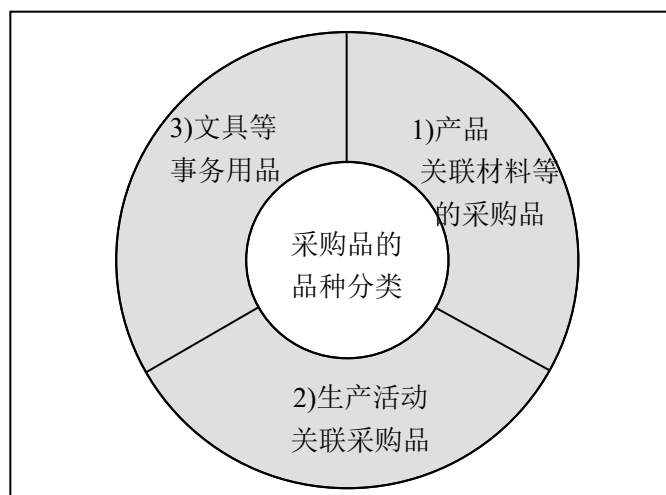 采购品的
品种分类
1)产品
关联材料等
的采购品
2)生产活动
关联采购品
3)文具等
事务用品